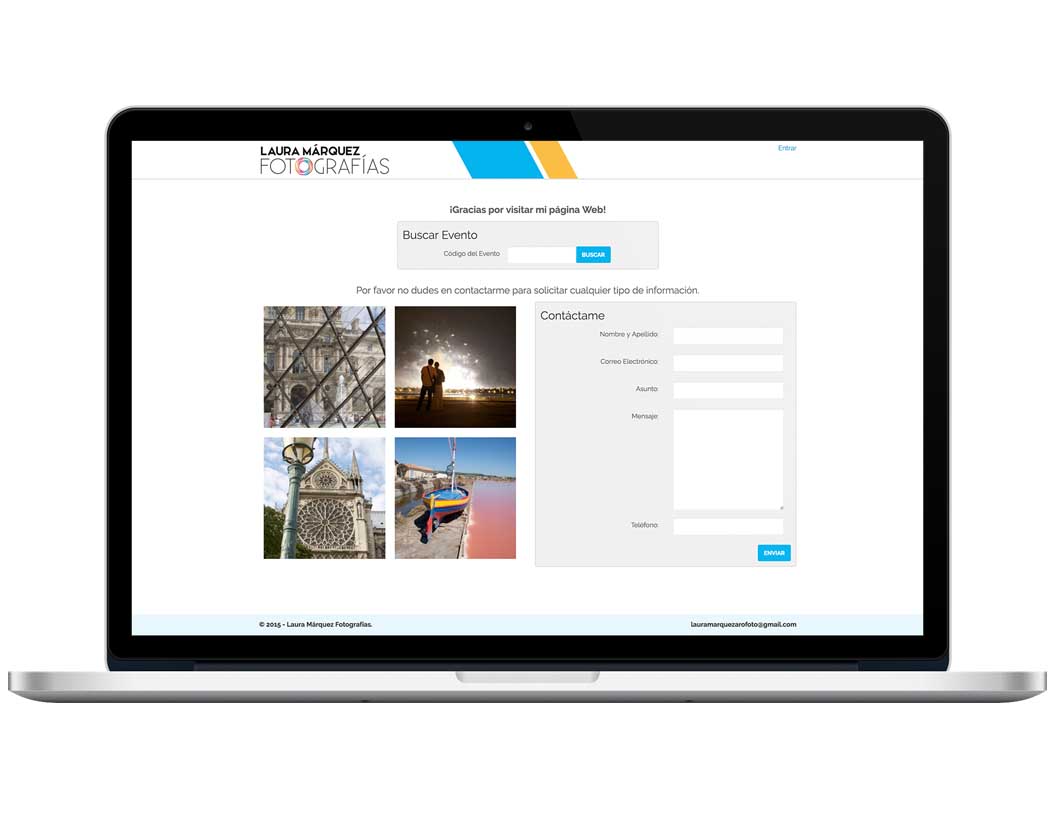 LAURA MÁRQUEZ
FOTOGRAFÍAS
Entrar
¡Gracias por visitar mi página Web!
Buscar Evento
Código del Evento
BUSCAR
Por favor no dudes en contactarme para solicitar cualquier tipo de información.
Contáctame
Nombre y Apellido:
Correo Electrónico:
Asunto:
Mensaje:
Teléfono:
ENVIAR
© 2015 - Laura Márquez Fotografías.
lauramarquezarofoto@gmail.com